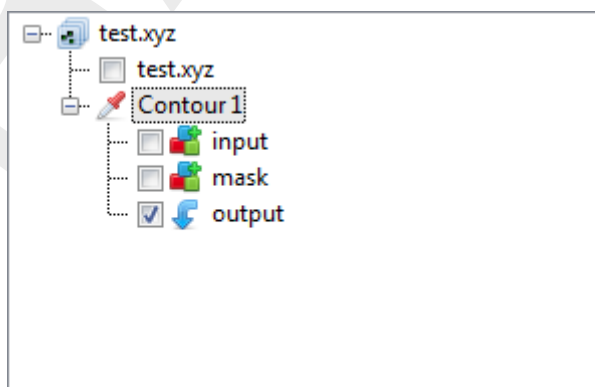 test.xyz
test.xyz
Contour 1
input
mask
output